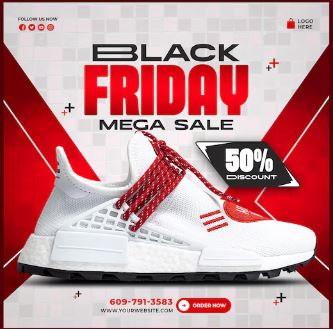 FOLLOW US NOW
LOGO
HERE
BLACK
FRIDAY
MEGA SALE
50%
DISCOUNT
609-791-3583
WWW.YOURWEBSITE.COM
ORDER NOW